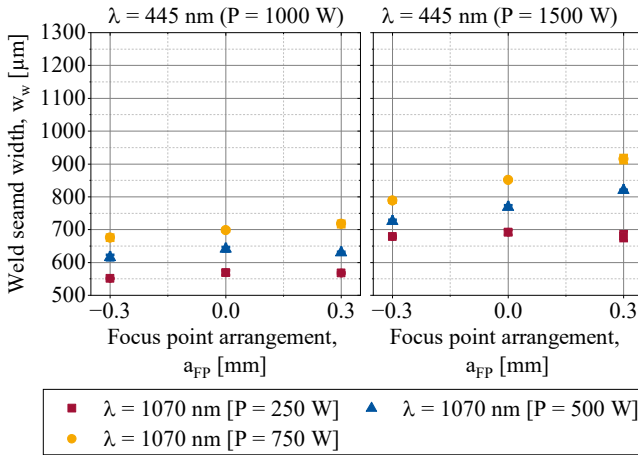 λ = 445 nm (P = 1000 W)
λ = 445 nm (P = 1500 W)
Weld seamd width, w_w [μm]
1300
1200
1100
1000
900
800
700
600
500
−0.3 0.0 0.3
−0.3 0.0 0.3
Focus point arrangement,
a_FP [mm]
Focus point arrangement,
a_FP [mm]
λ = 1070 nm [P = 250 W]
λ = 1070 nm [P = 500 W]
λ = 1070 nm [P = 750 W]